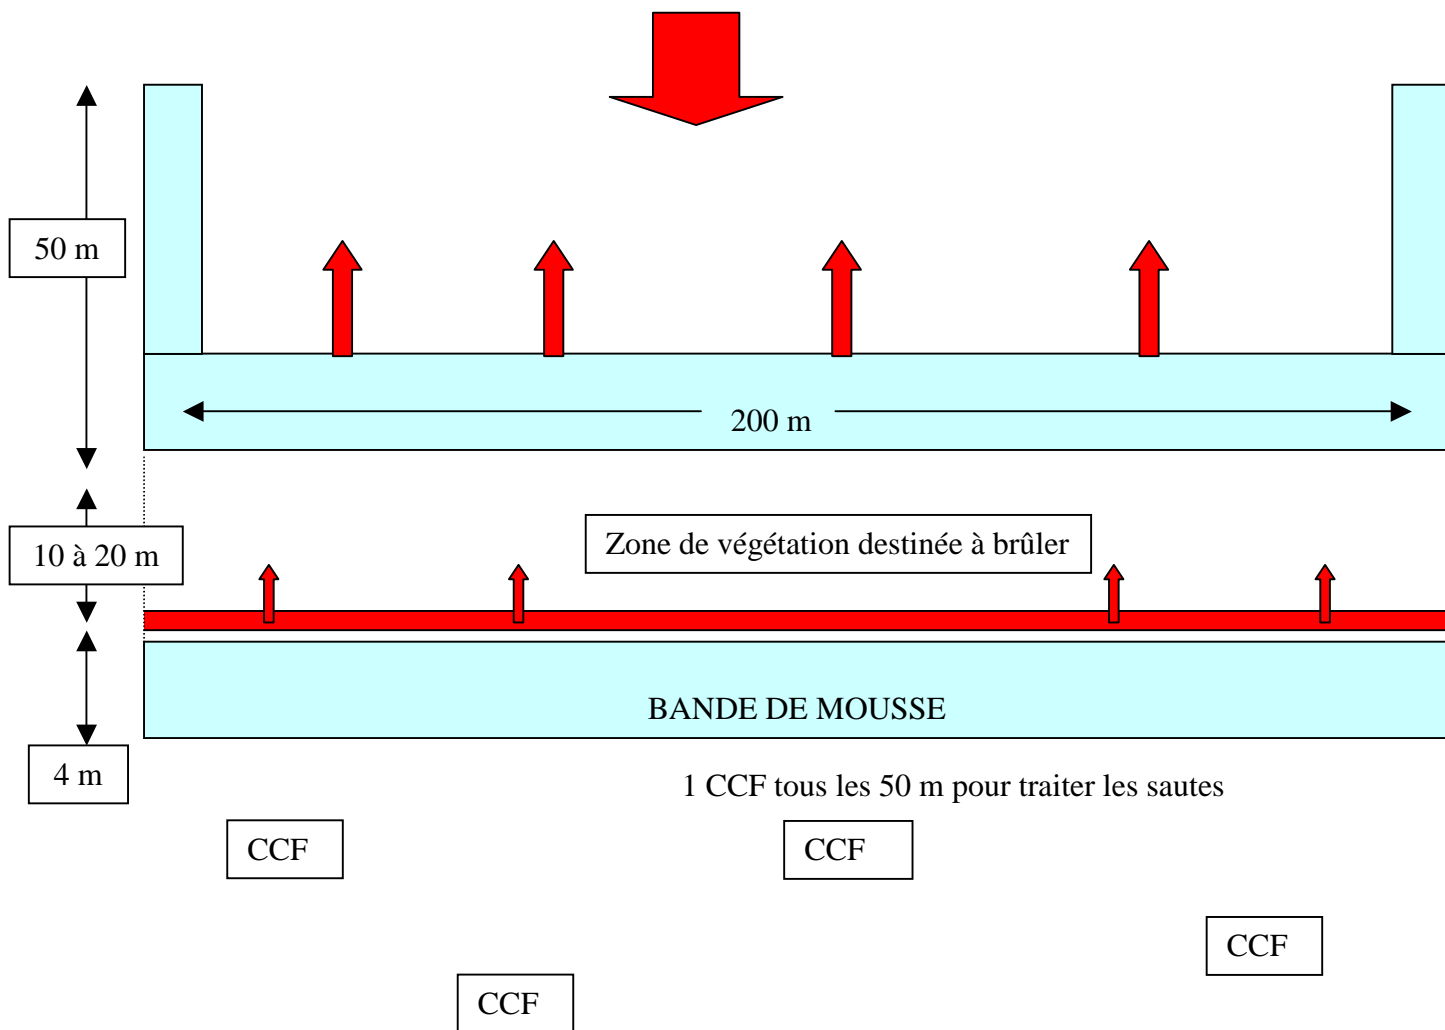 50 m
200 m
Zone de végétation destinée à brûler
10 à 20 m
BANDE DE MOUSSE
4 m
1 CCF tous les 50 m pour traiter les sautes
CCF
CCF
CCF
CCF